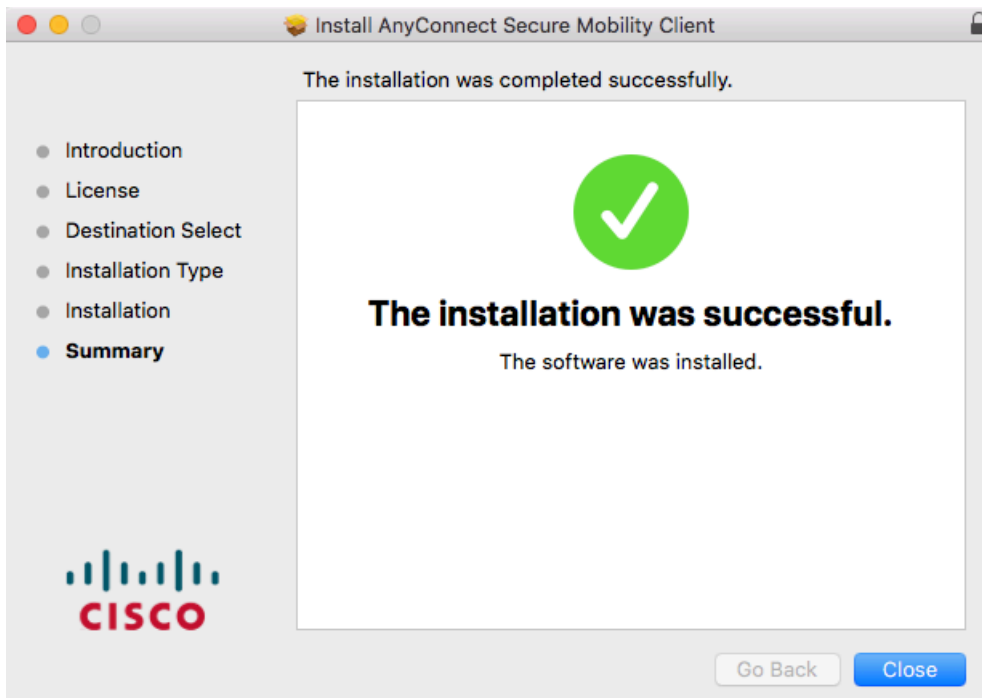 Install AnyConnect Secure Mobility Client
The installation was completed successfully.
Introduction
License
Destination Select
Installation Type
Installation
Summary
The installation was successful.
The software was installed.
CISCO
Go Back
Close